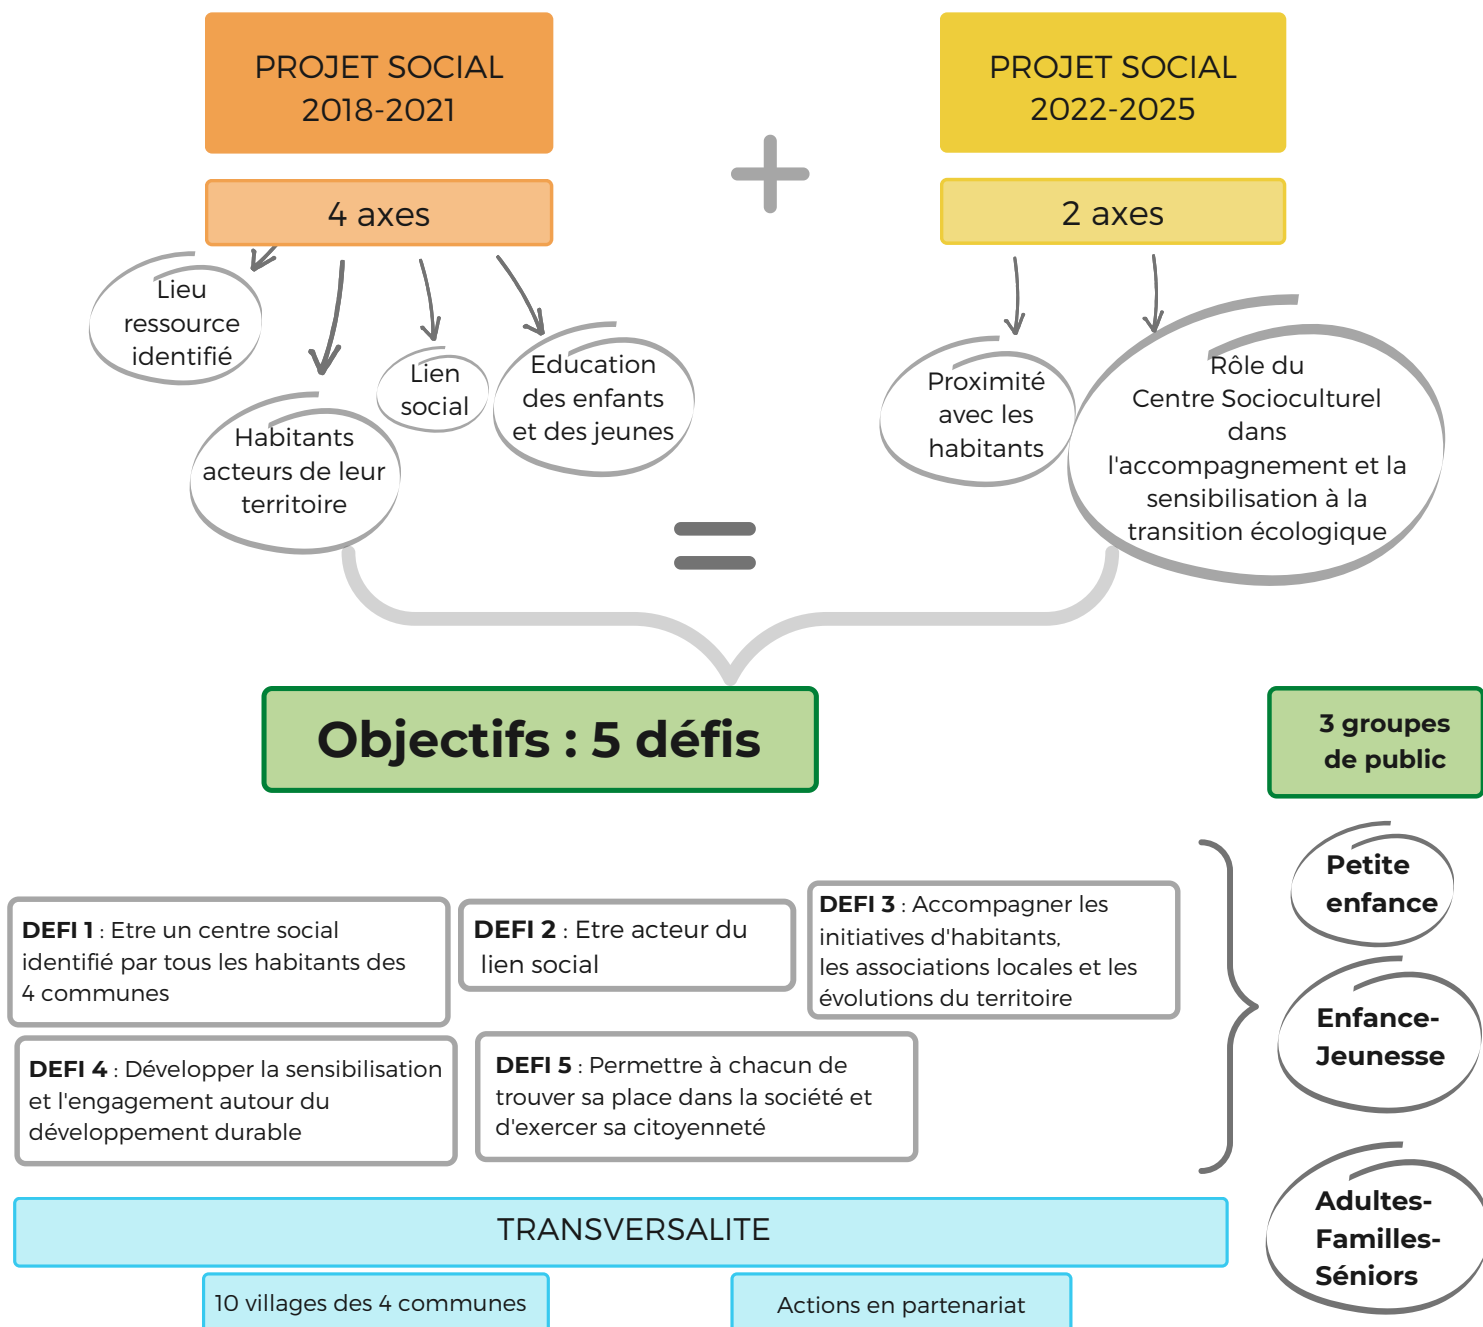 PROJET SOCIAL
2018-2021
PROJET SOCIAL
2022-2025
4 axes
2 axes
Lieu
ressource
identifié
Habitants
acteurs de leur
territoire
Lien
social
Education
des enfants
et des jeunes
Proximité
avec les
habitants
Rôle du
Centre Socioculturel
dans
l'accompagnement et la
sensibilisation à la
transition écologique
Objectifs : 5 défis
3 groupes
de public
DEFI 1 : Etre un centre social
identifié par tous les habitants des
4 communes
DEFI 2 : Etre acteur du
lien social
DEFI 3 : Accompagner les
initiatives d'habitants,
les associations locales et les
évolutions du territoire
DEFI 4 : Développer la sensibilisation
et l'engagement autour du
développement durable
DEFI 5 : Permettre à chacun de
trouver sa place dans la société et
d'exercer sa citoyenneté
Petite
enfance
Enfance-
Jeunesse
Adultes-
Familles-
Séniors
TRANSVERSALITE
10 villages des 4 communes
Actions en partenariat